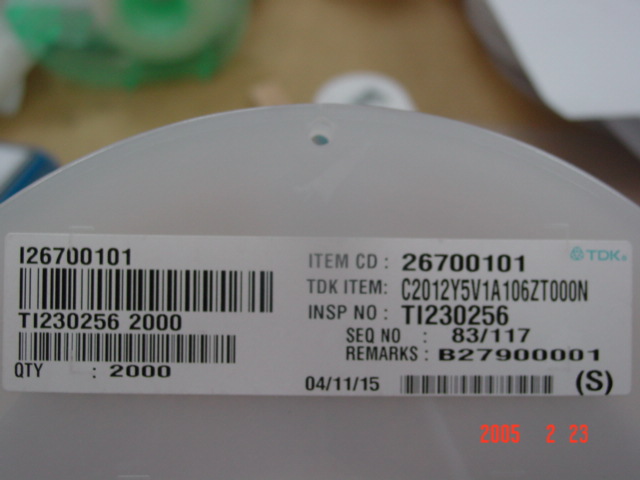 I26700101
TI230256 2000
QTY : 2000
ITEM CD : 26700101
TDK ITEM: C2012Y5V1A106ZT000N
INSP NO : TI230256
SEQ NO : 83/117
REMARKS : B27900001
04/11/15
(S)
TDK
2005 2 23